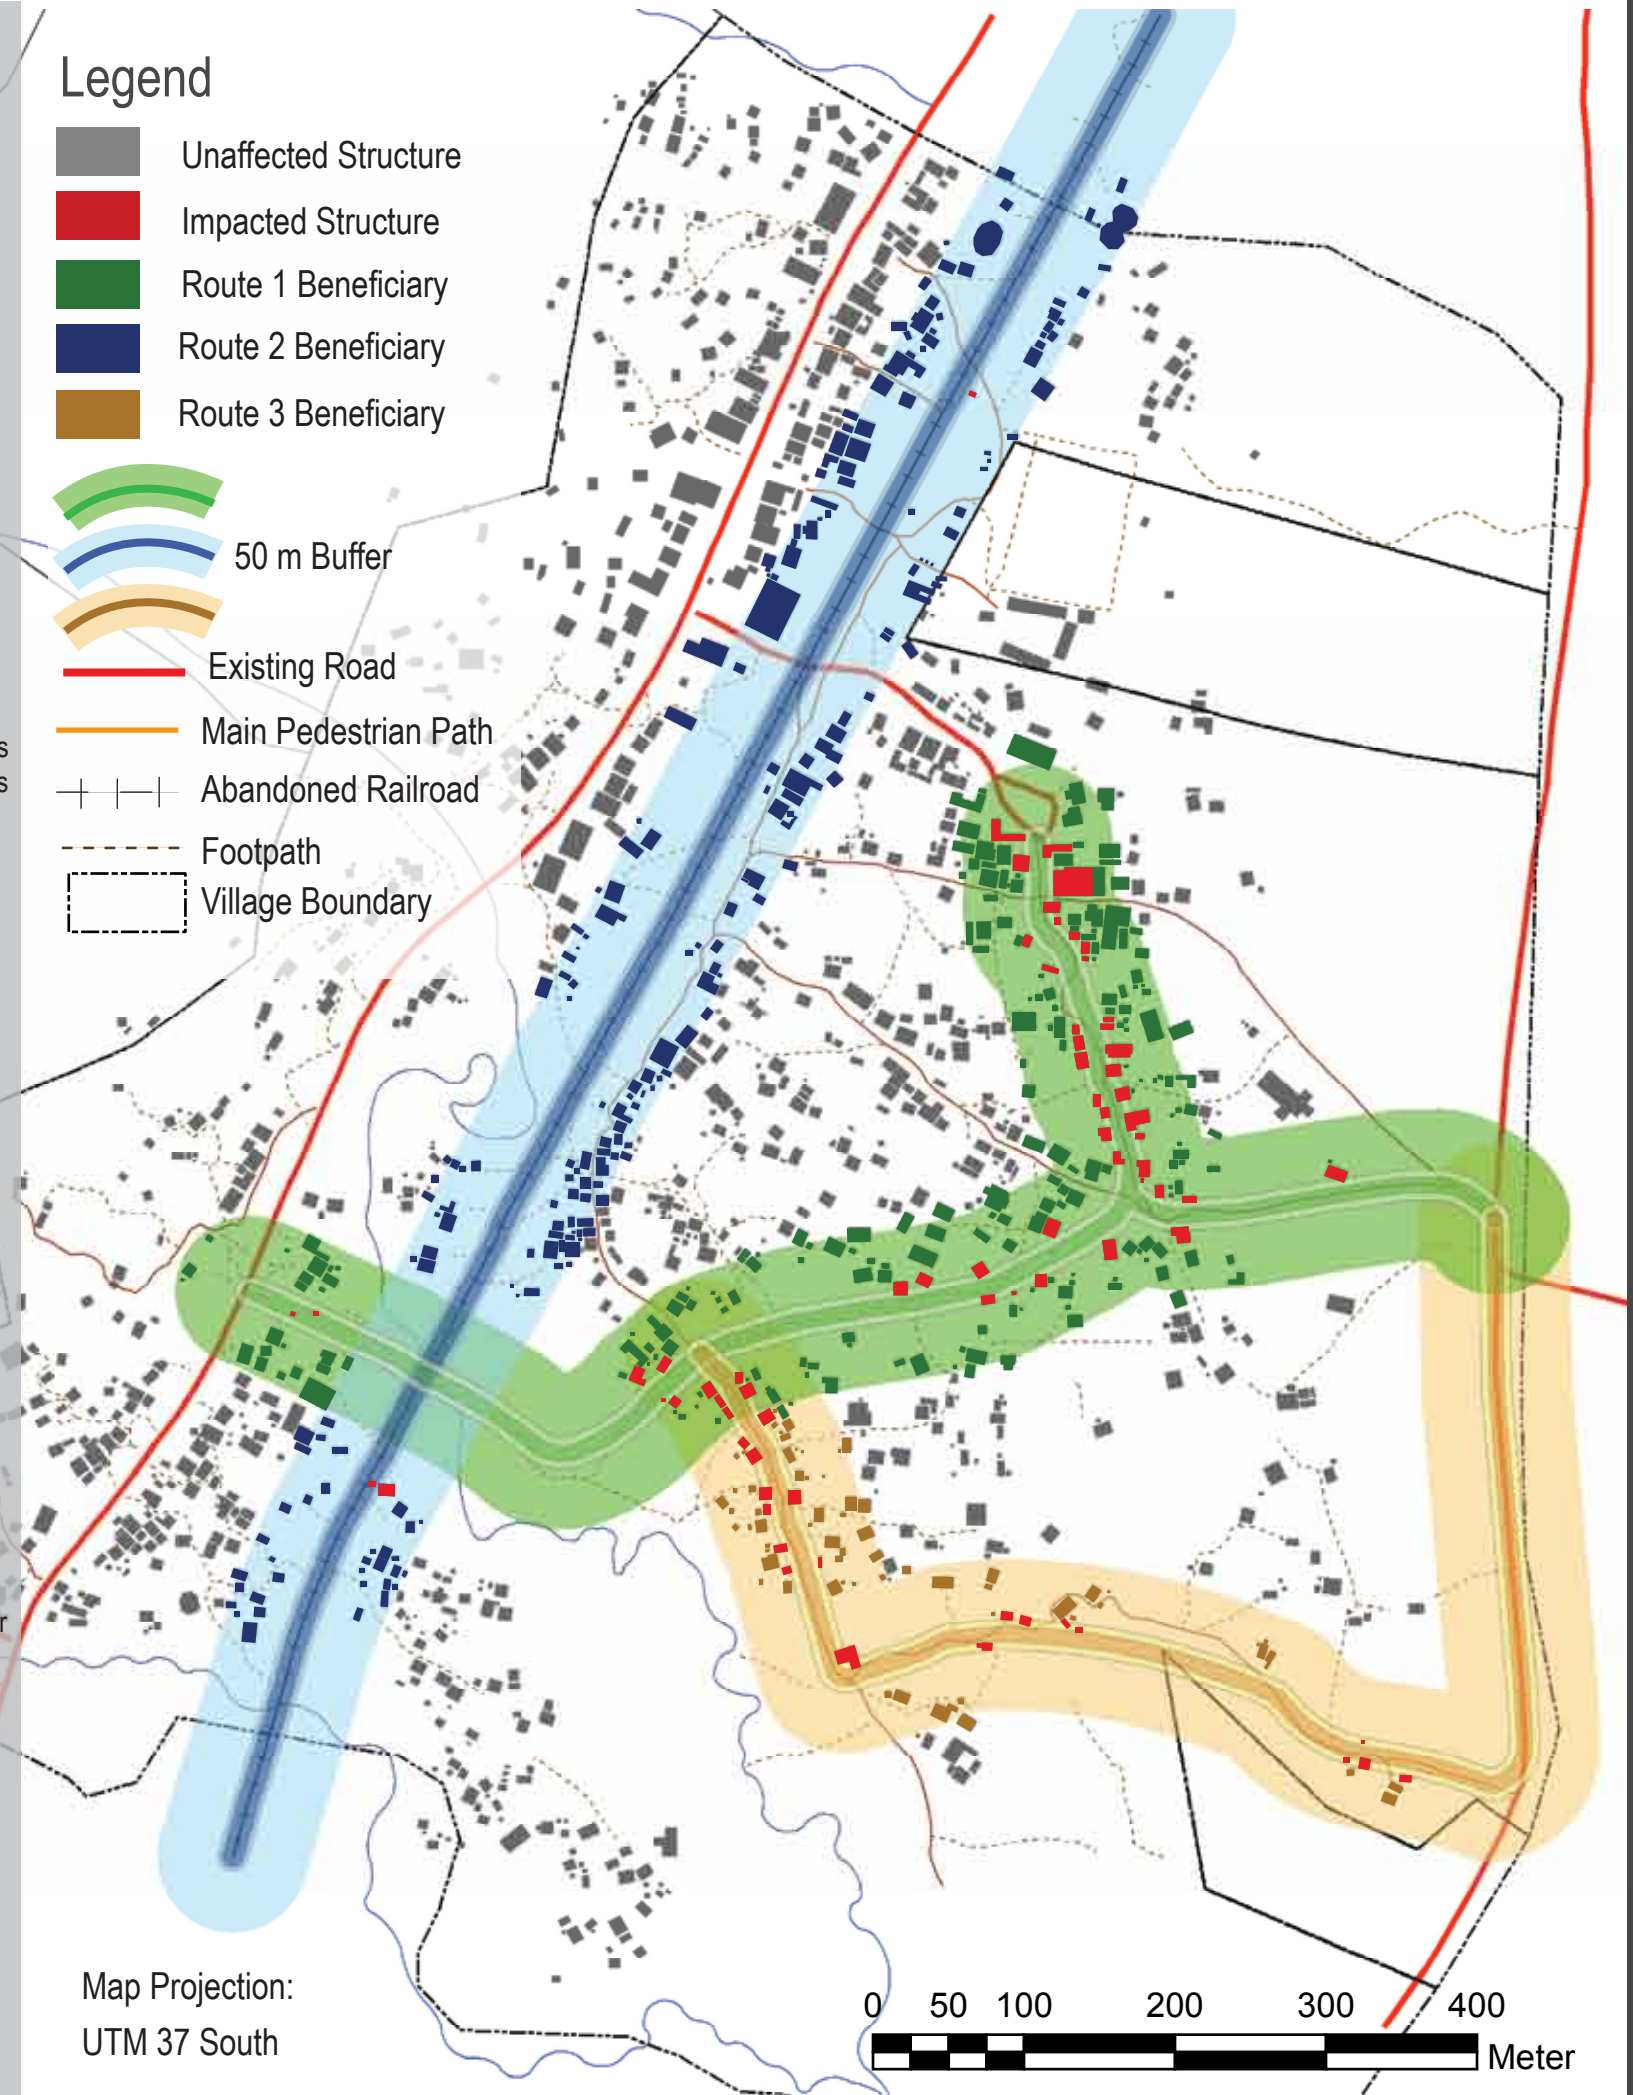 Legend
Unaffected Structure
Impacted Structure
Route 1 Beneficiary
Route 2 Beneficiary
Route 3 Beneficiary
50 m Buffer
Existing Road
s
Main Pedestrian Path
s
Abandoned Railroad
Footpath
Village Boundary
r
Map Projection:
UTM 37 South
0 50 100 200 300 400
Meter